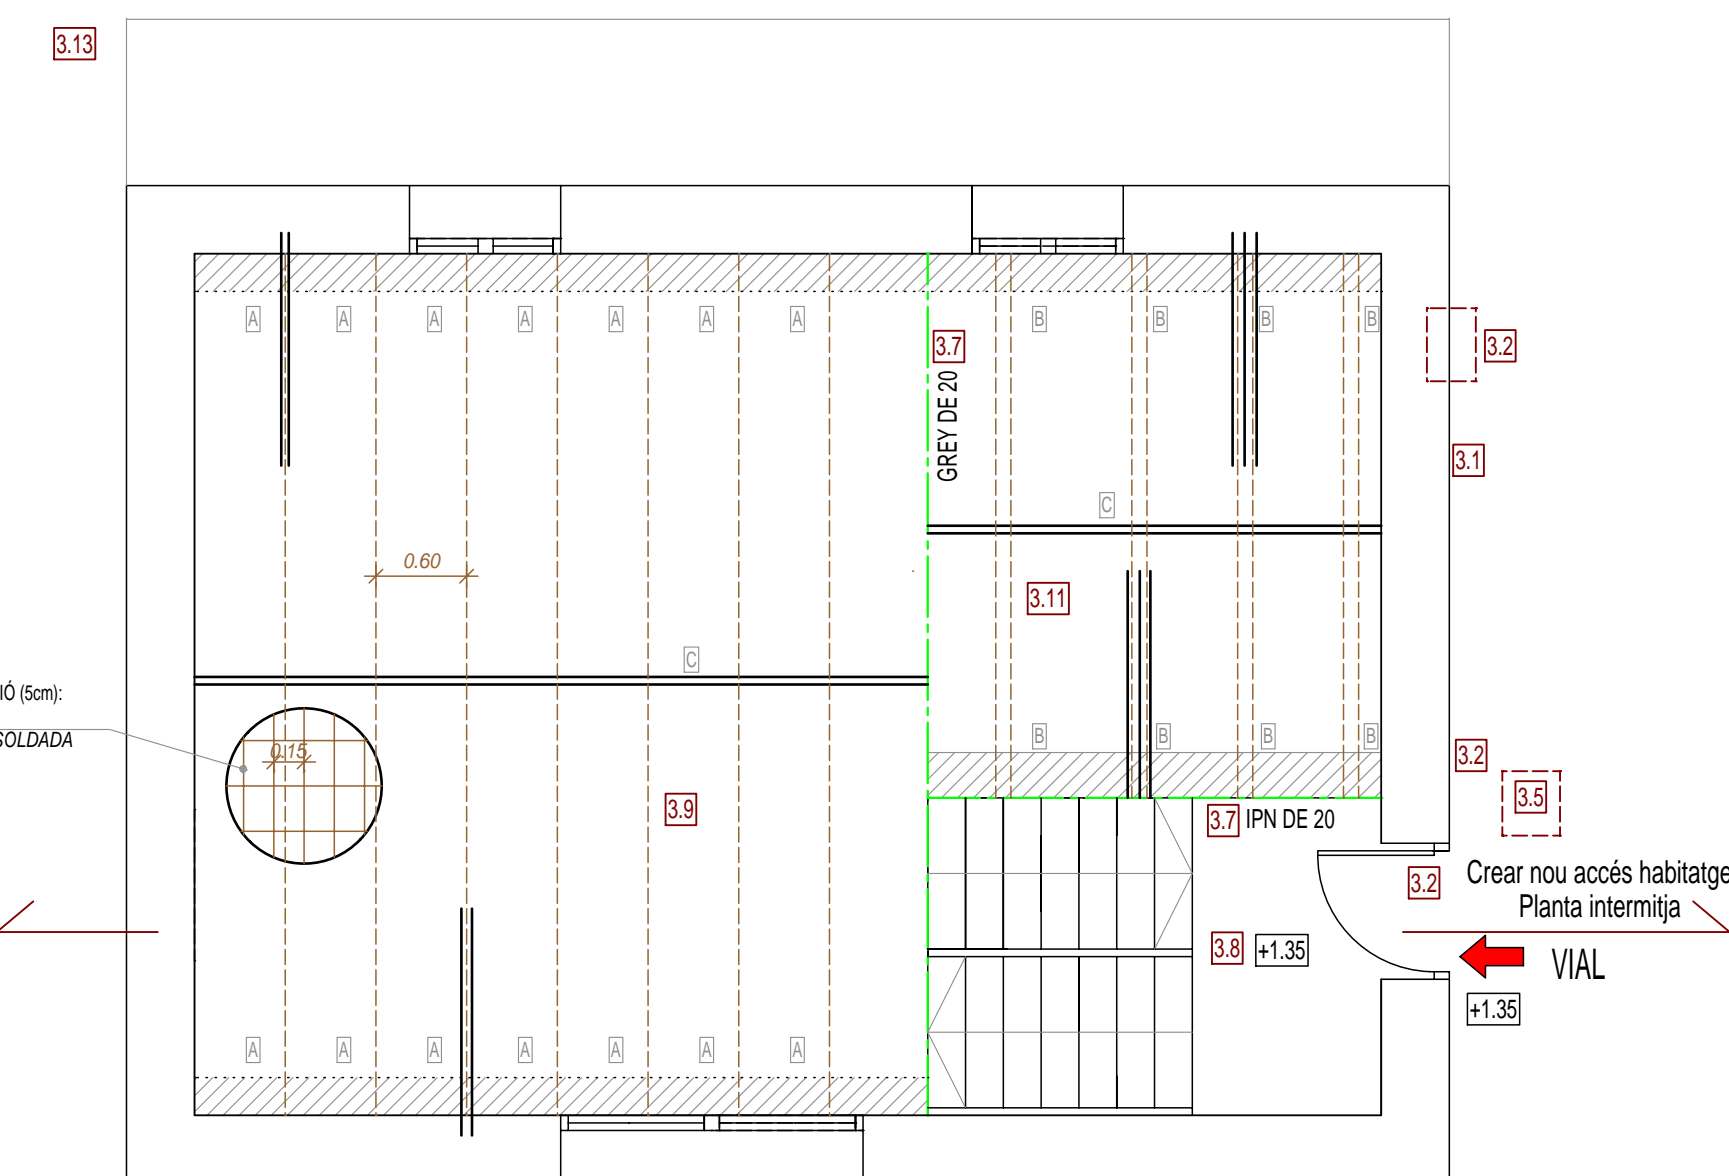 3.13
A A A A A A A B B B B
3.7
3.2
GREY DE 20
3.1
C
0.60
3.11
C
IÓ (5cm):
SOLDADA
0.15
B B B B
3.2
3.5
3.9
3.7 IPN DE 20
3.2
Crear nou accés habitatge
Planta intermitja
3.8 +1.35
VIAL
+1.35
A A A A A A A